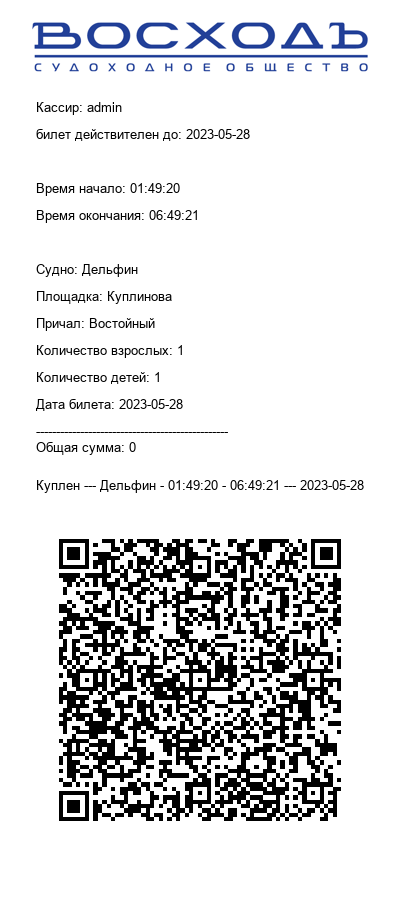 ВОСХОДЪ
СУДОХОДНОЕ ОБЩЕСТВО
Кассир: admin
билет действителен до: 2023-05-28
Время начало: 01:49:20
Время окончания: 06:49:21
Судно: Дельфин
Площадка: Куплинова
Причал: Востойный
Количество взрослых: 1
Количество детей: 1
Дата билета: 2023-05-28
------------------------------------------------
Общая сумма: 0
Куплен --- Дельфин - 01:49:20 - 06:49:21 --- 2023-05-28